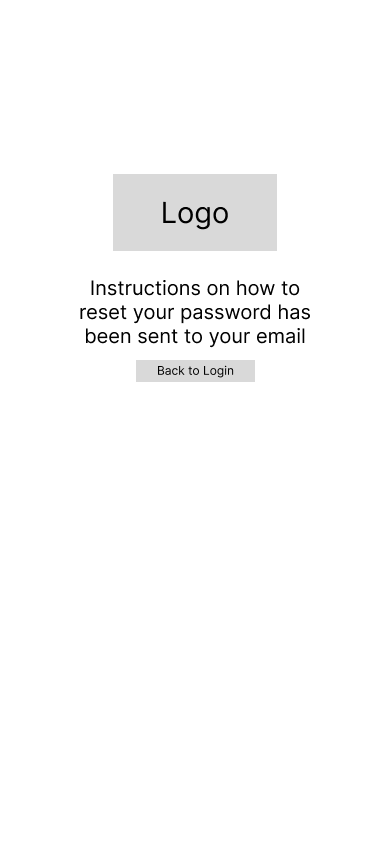 Logo
Instructions on how to
reset your password has
been sent to your email
Back to Login